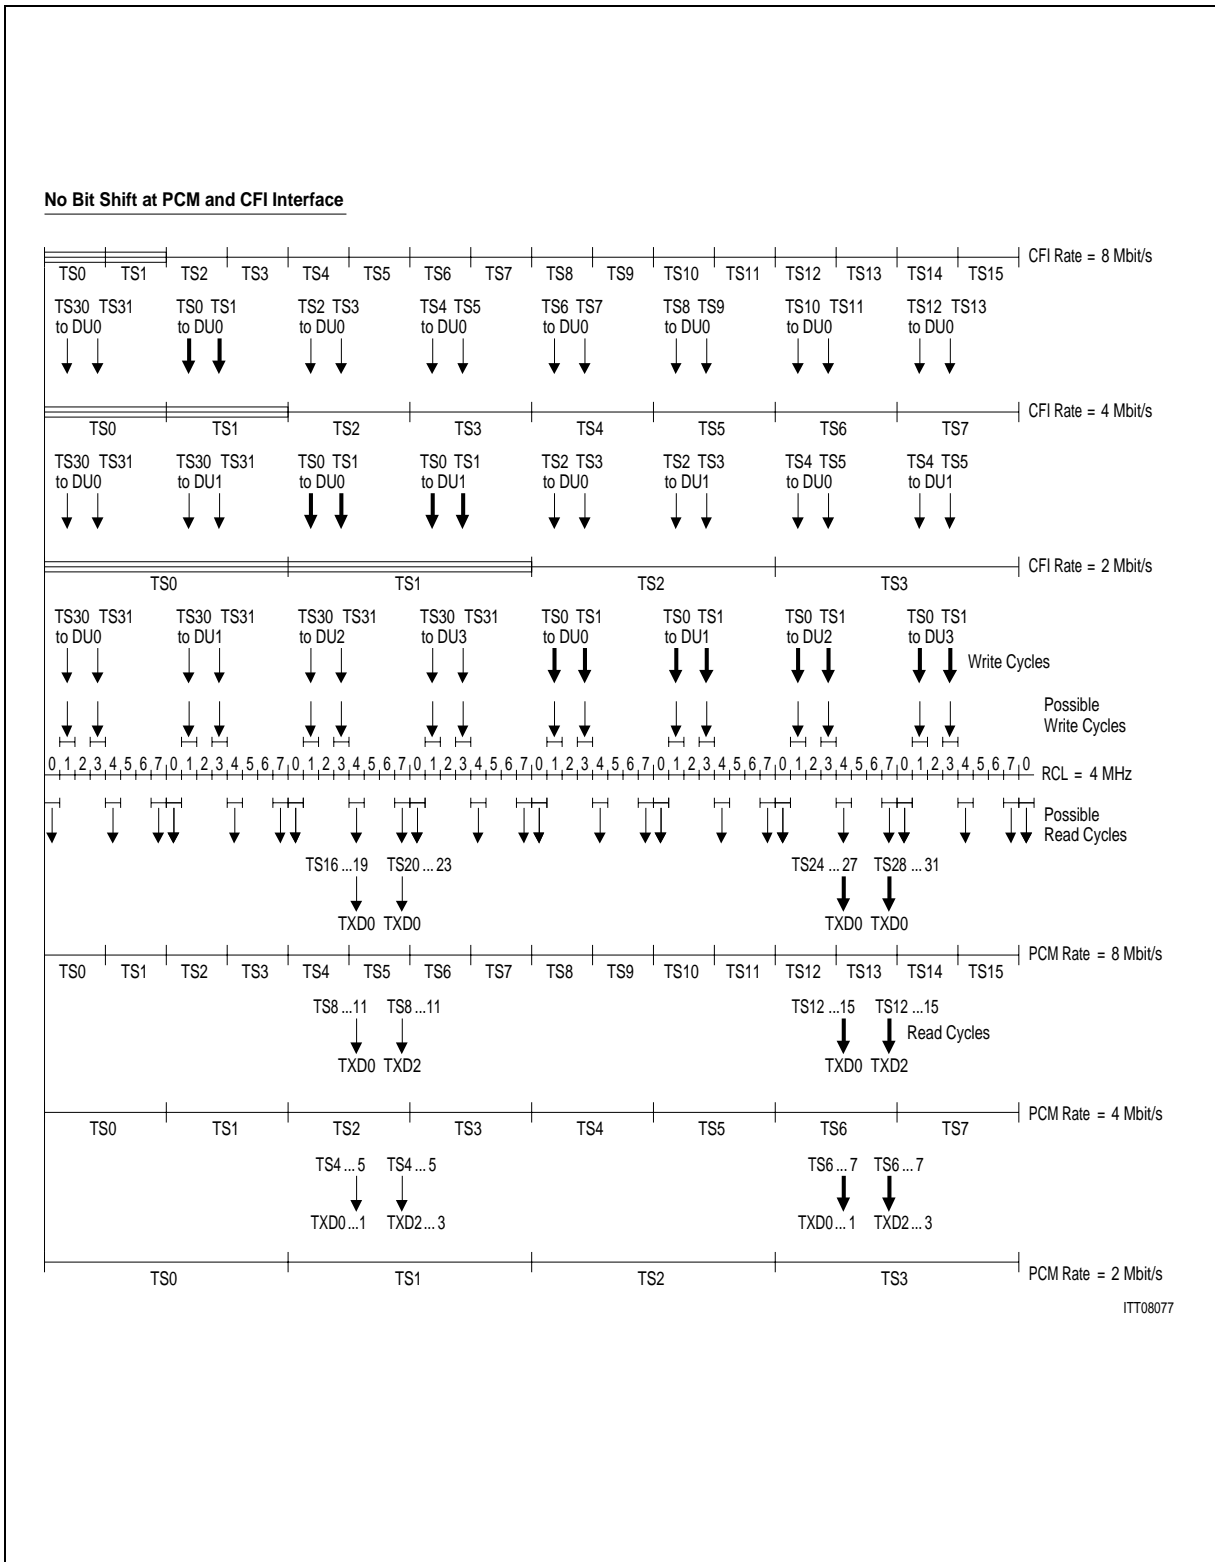 No Bit Shift at PCM and CFI Interface
CFI Rate = 8 Mbit/s
TS0 TS1 TS2 TS3 TS4 TS5 TS6 TS7 TS8 TS9 TS10 TS11 TS12 TS13 TS14 TS15
TS30 TS31 TS0 TS1 TS2 TS3 TS4 TS5 TS6 TS7 TS8 TS9 TS10 TS11 TS12 TS13
to DU0 to DU0 to DU0 to DU0 to DU0 to DU0 to DU0 to DU0
CFI Rate = 4 Mbit/s
TS0 TS1 TS2 TS3 TS4 TS5 TS6 TS7
TS30 TS31 TS30 TS31 TS0 TS1 TS0 TS1 TS2 TS3 TS2 TS3 TS4 TS5 TS4 TS5
to DU0 to DU1 to DU0 to DU1 to DU0 to DU1 to DU0 to DU1
CFI Rate = 2 Mbit/s
TS0 TS1 TS2 TS3
TS30 TS31 TS30 TS31 TS30 TS31 TS30 TS31 TS0 TS1 TS0 TS1 TS0 TS1 TS0 TS1
to DU0 to DU1 to DU2 to DU3 to DU0 to DU1 to DU2 to DU3
Write Cycles
Possible
Write Cycles
0 1 2 3 4 5 6 7 0 1 2 3 4 5 6 7 0 1 2 3 4 5 6 7 0 1 2 3 4 5 6 7 0 1 2 3 4 5 6 7 0 1 2 3 4 5 6 7 0 1 2 3 4 5 6 7 0 1 2 3 4 5 6 7 0
RCL = 4 MHz
Possible
Read Cycles
TS16 ...19 TS20 ... 23 TS24 ... 27 TS28 ... 31
TXD0 TXD0 TXD0 TXD0
PCM Rate = 8 Mbit/s
TS0 TS1 TS2 TS3 TS4 TS5 TS6 TS7 TS8 TS9 TS10 TS11 TS12 TS13 TS14 TS15
TS8 ...11 TS8 ...11 TS12 ...15 TS12 ...15
Read Cycles
TXD0 TXD2 TXD0 TXD2
PCM Rate = 4 Mbit/s
TS0 TS1 TS2 TS3 TS4 TS5 TS6 TS7
TS4 ... 5 TS4 ... 5 TS6 ... 7 TS6 ... 7
TXD0 ...1 TXD2 ... 3 TXD0 ...1 TXD2 ... 3
PCM Rate = 2 Mbit/s
TS0 TS1 TS2 TS3
ITT08077